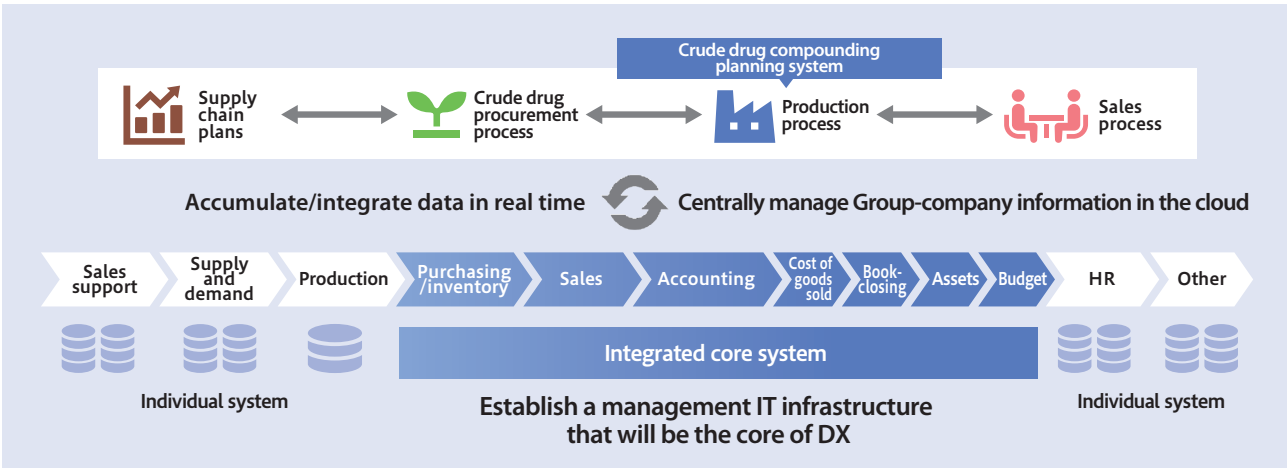 Crude drug compounding
planning system
Supply
chain
plans
Crude drug
procurement
process
Production
process
Sales
process
Accumulate/integrate data in real time
Centrally manage Group-company information in the cloud
Sales
support
Supply
and
demand
Production
Purchasing
/inventory
Sales
Accounting
Cost of
goods
sold
Book-
closing
Assets
Budget
HR
Other
Integrated core system
Individual system
Individual system
Establish a management IT infrastructure
that will be the core of DX